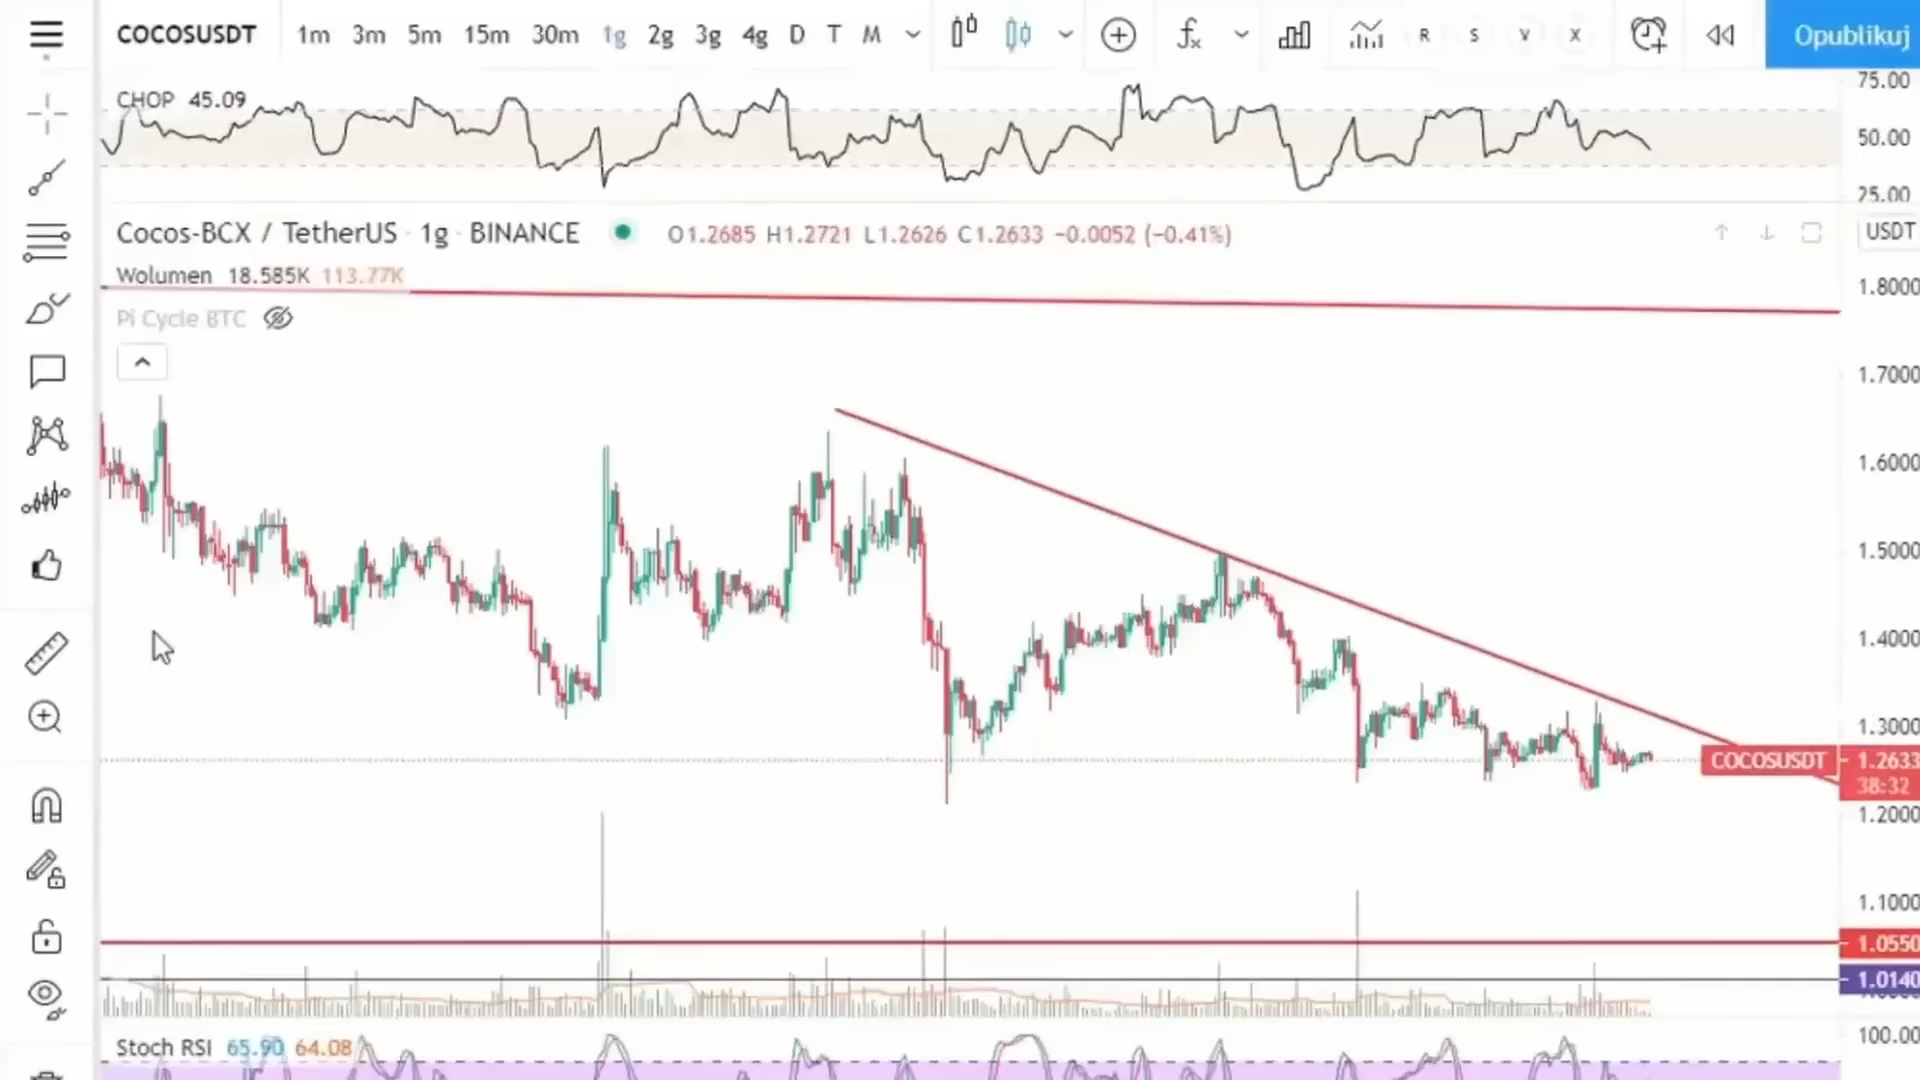 COCOSUSDT 1m 3m 5m 15m 30m 1g 2g 3g 4g D T M R S V X Opublikuj
CHOP 45.09
75.00
50.00
25.00
Cocos-BCX / TetherUS · 1g · BINANCE O1.2685 H1.2721 L1.2626 C1.2633 −0.0052 (−0.41%)
USDT
Wolumen 18.585K 113.77K
Pi Cycle BTC
1.8000
1.7000
1.6000
1.5000
1.4000
1.3000
COCOSUSDT 1.2633
38:32
1.2000
1.1000
1.0550
1.0140
Stoch RSI 65.90 64.08
100.00